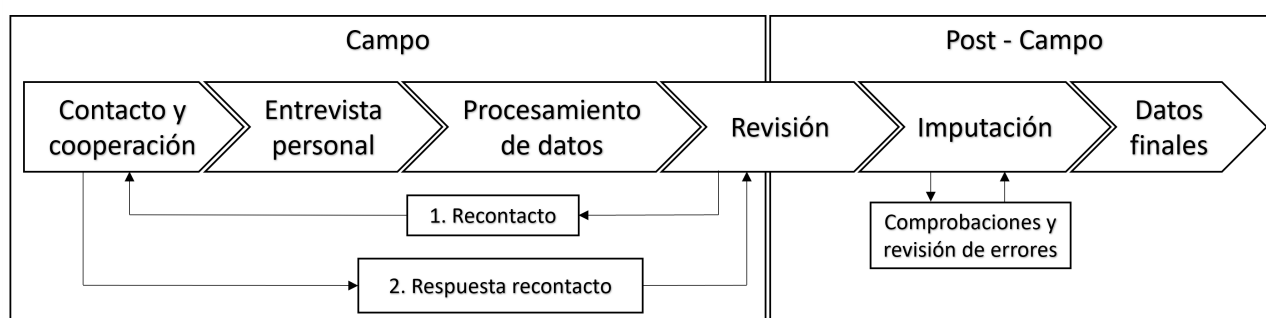 Campo
Post - Campo
Contacto y
cooperación
Entrevista
personal
Procesamiento
de datos
Revisión
Imputación
Datos
finales
1. Recontacto
2. Respuesta recontacto
Comprobaciones y
revisión de errores